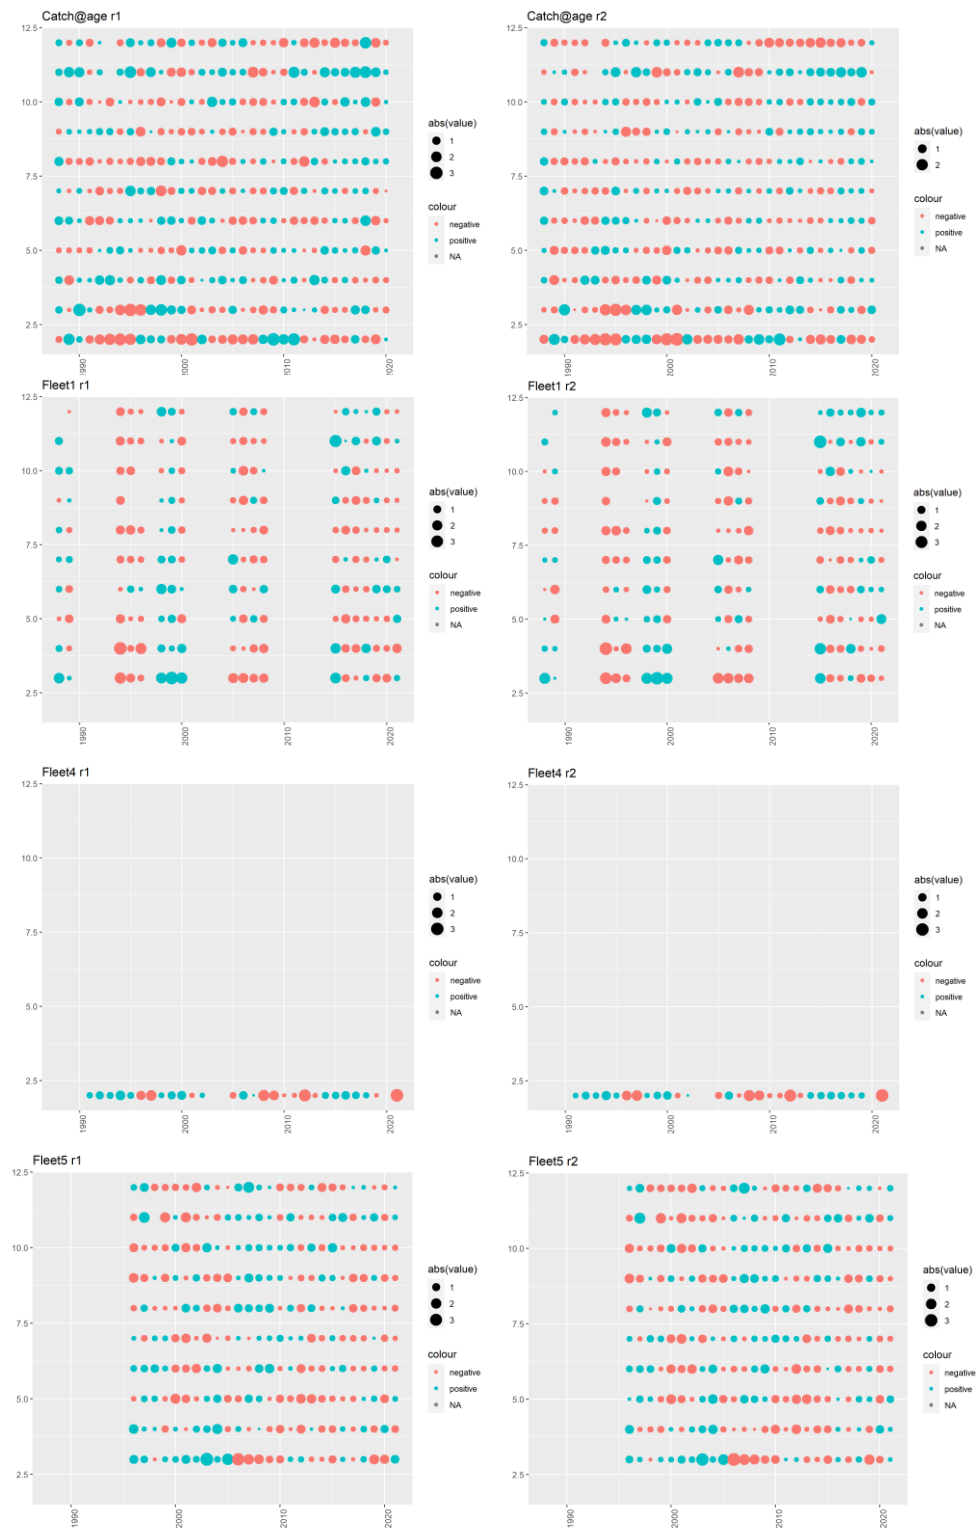 Catch@age r1
12.5
10.0
7.5
5.0
2.5
1990
2000
2010
2020
abs(value)
1
2
3
colour
negative
positive
NA
Catch@age r2
12.5
10.0
7.5
5.0
2.5
1990
2000
2010
2020
abs(value)
1
2
colour
negative
positive
NA
Fleet1 r1
12.5
10.0
7.5
5.0
2.5
1990
2000
2010
2020
abs(value)
1
2
3
colour
negative
positive
NA
Fleet1 r2
12.5
10.0
7.5
5.0
2.5
1990
2000
2010
2020
abs(value)
1
2
3
colour
negative
positive
NA
Fleet4 r1
12.5
10.0
7.5
5.0
2.5
1990
2000
2010
2020
abs(value)
1
2
3
colour
negative
positive
NA
Fleet4 r2
12.5
10.0
7.5
5.0
2.5
1990
2000
2010
2020
abs(value)
1
2
3
colour
negative
positive
NA
Fleet5 r1
12.5
10.0
7.5
5.0
2.5
1990
2000
2010
2020
abs(value)
1
2
3
colour
negative
positive
NA
Fleet5 r2
12.5
10.0
7.5
5.0
2.5
1990
2000
2010
2020
abs(value)
1
2
3
colour
negative
positive
NA